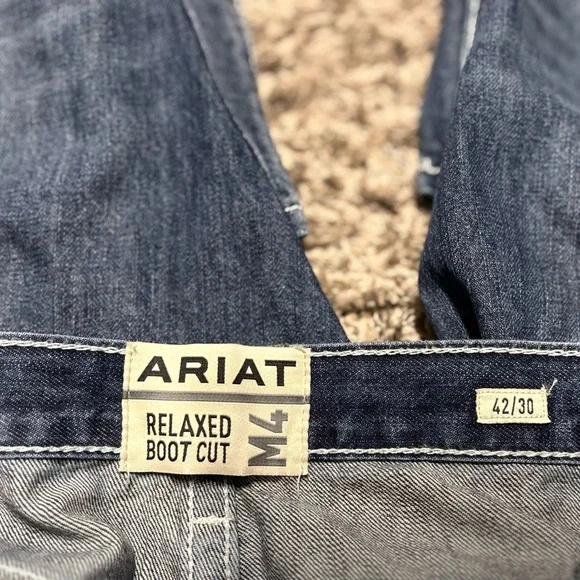 ARIAT
RELAXED
BOOT CUT
M4
42/30